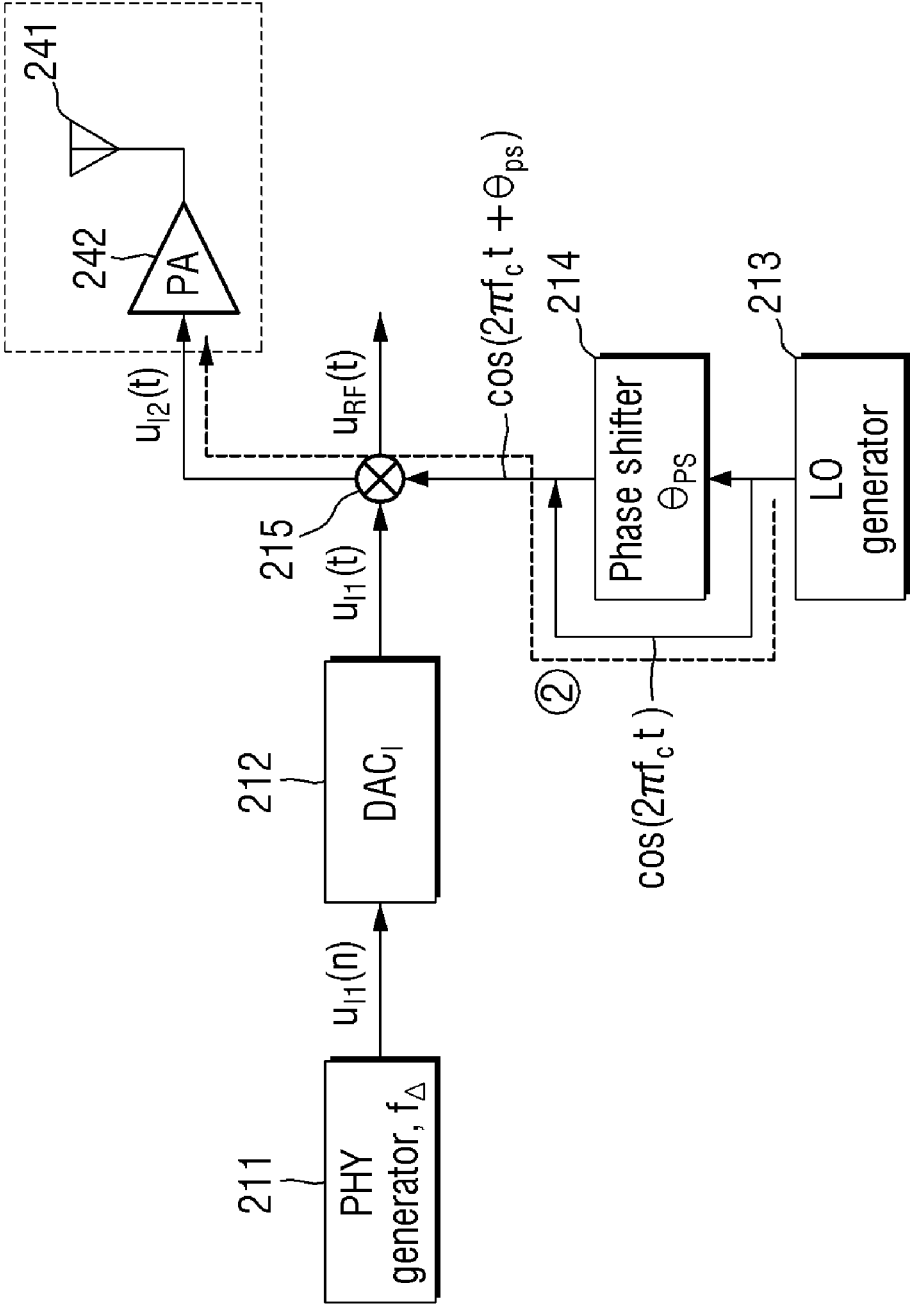 241
242
PA
u_I2(t)
u_RF(t)
215
u_I1(t)
212
DAC_I
u_I1(n)
211
PHY
generator, f_Δ
cos(2πf_c t + θ_ps)
214
Phase shifter
θ_PS
②
cos(2πf_c t)
213
LO
generator